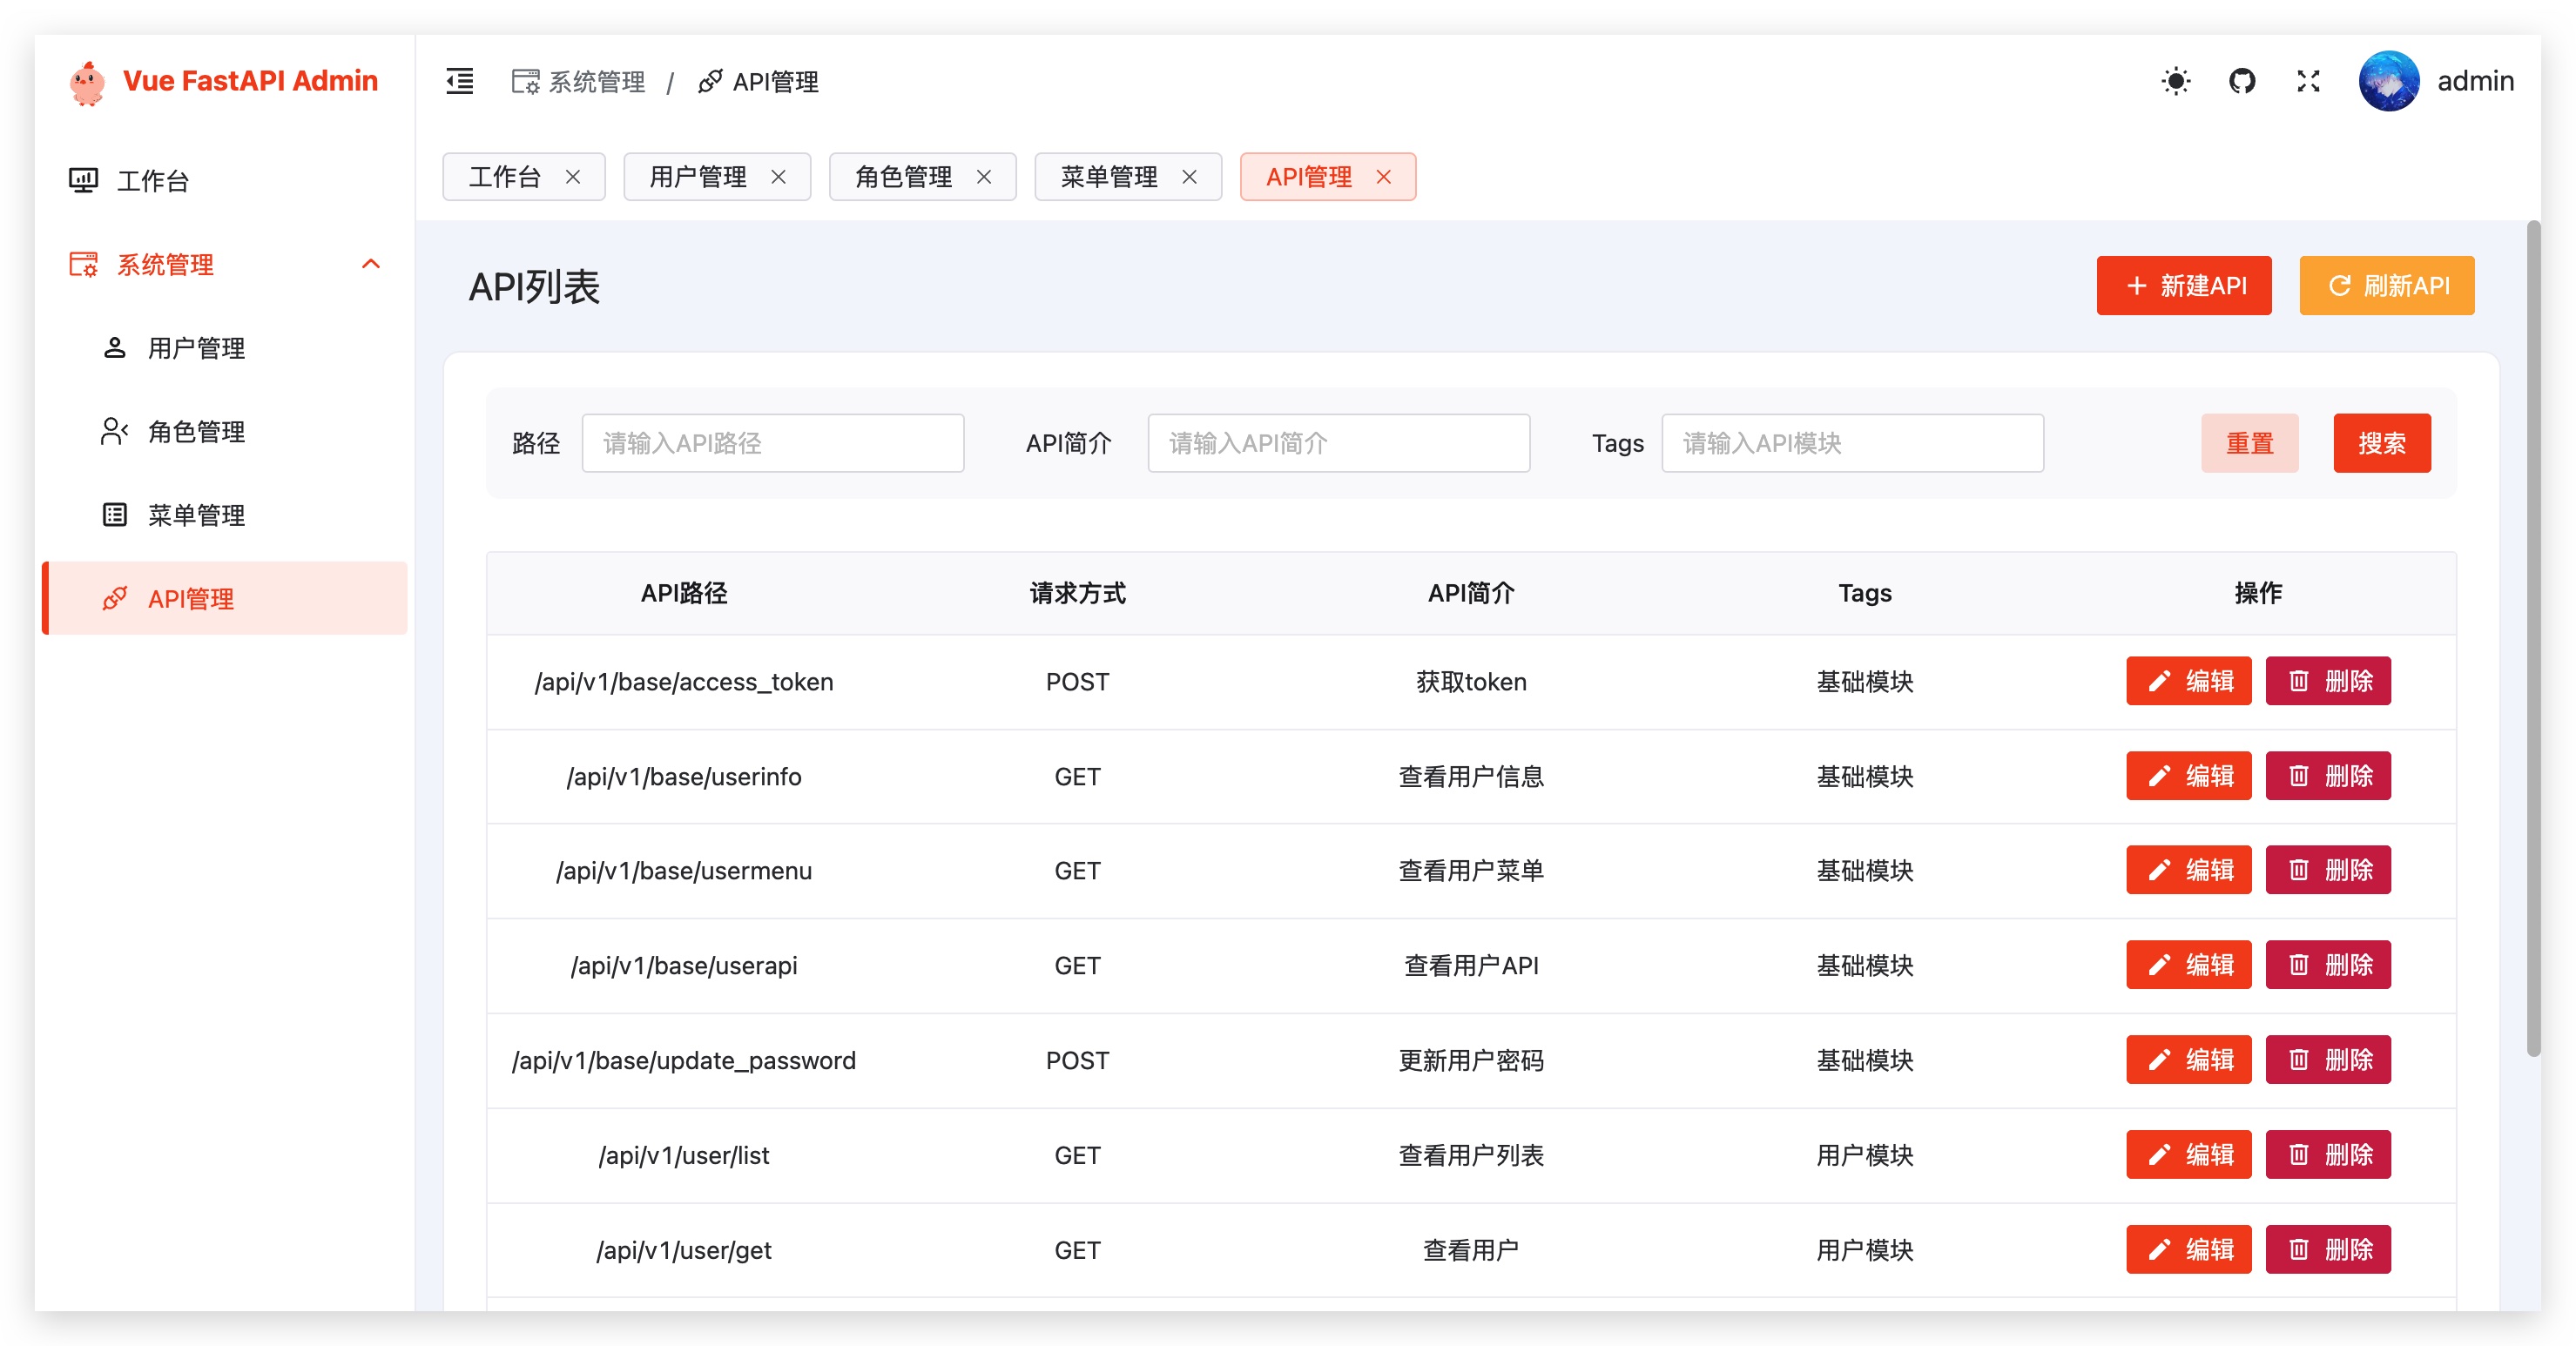 Vue FastAPI Admin
系统管理 / API管理
admin
工作台
系统管理
用户管理
角色管理
菜单管理
API管理
工作台 用户管理 角色管理 菜单管理 API管理
API列表
新建API 刷新API
路径 请输入API路径 API简介 请输入API简介 Tags 请输入API模块 重置 搜索
API路径 请求方式 API简介 Tags 操作
/api/v1/base/access_token POST 获取token 基础模块 编辑 删除
/api/v1/base/userinfo GET 查看用户信息 基础模块 编辑 删除
/api/v1/base/usermenu GET 查看用户菜单 基础模块 编辑 删除
/api/v1/base/userapi GET 查看用户API 基础模块 编辑 删除
/api/v1/base/update_password POST 更新用户密码 基础模块 编辑 删除
/api/v1/user/list GET 查看用户列表 用户模块 编辑 删除
/api/v1/user/get GET 查看用户 用户模块 编辑 删除